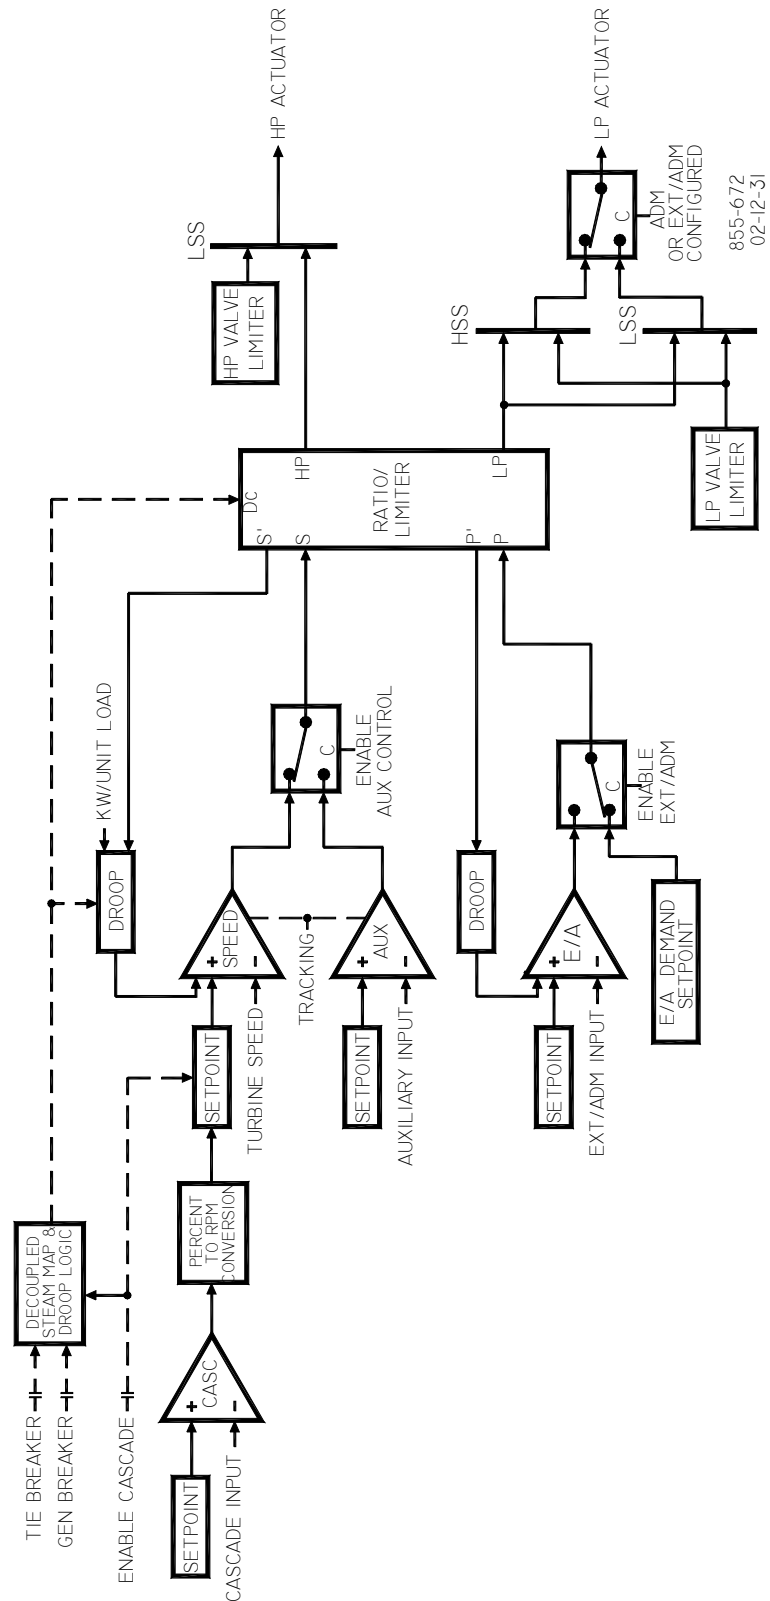 TIE BREAKER
GEN BREAKER
ENABLE CASCADE
SETPOINT
CASCADE INPUT
CASC
+
-
DECOUPLED
STEAM MAP &
DROOP LOGIC
PERCENT
TO RPM
CONVERSION
SETPOINT
TURBINE SPEED
SPEED
+
-
DROOP
KW/UNIT LOAD
TRACKING
SETPOINT
AUXILIARY INPUT
AUX
+
-
ENABLE
AUX CONTROL
C
SETPOINT
EXT/ADM INPUT
E/A
+
-
DROOP
E/A DEMAND
SETPOINT
ENABLE
EXT/ADM
C
S'
S
DC
HP
RATIO/
LIMITER
P'
P
LP
HP VALVE
LIMITER
LSS
HP ACTUATOR
LP VALVE
LIMITER
HSS
LSS
C
ADM
OR EXT/ADM
CONFIGURED
LP ACTUATOR
855-672
02-12-31